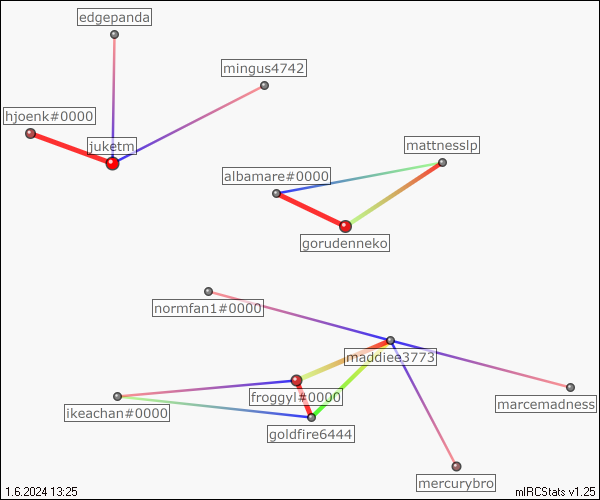 edgepanda
mingus4742
hjoenk#0000
juketm
mattnesslp
albamare#0000
gorudenneko
normfan1#0000
maddiee3773
froggyl#0000
marcemadness
ikeachan#0000
goldfire6444
mercurybro
1.6.2024 13:25
mIRCStats v1.25